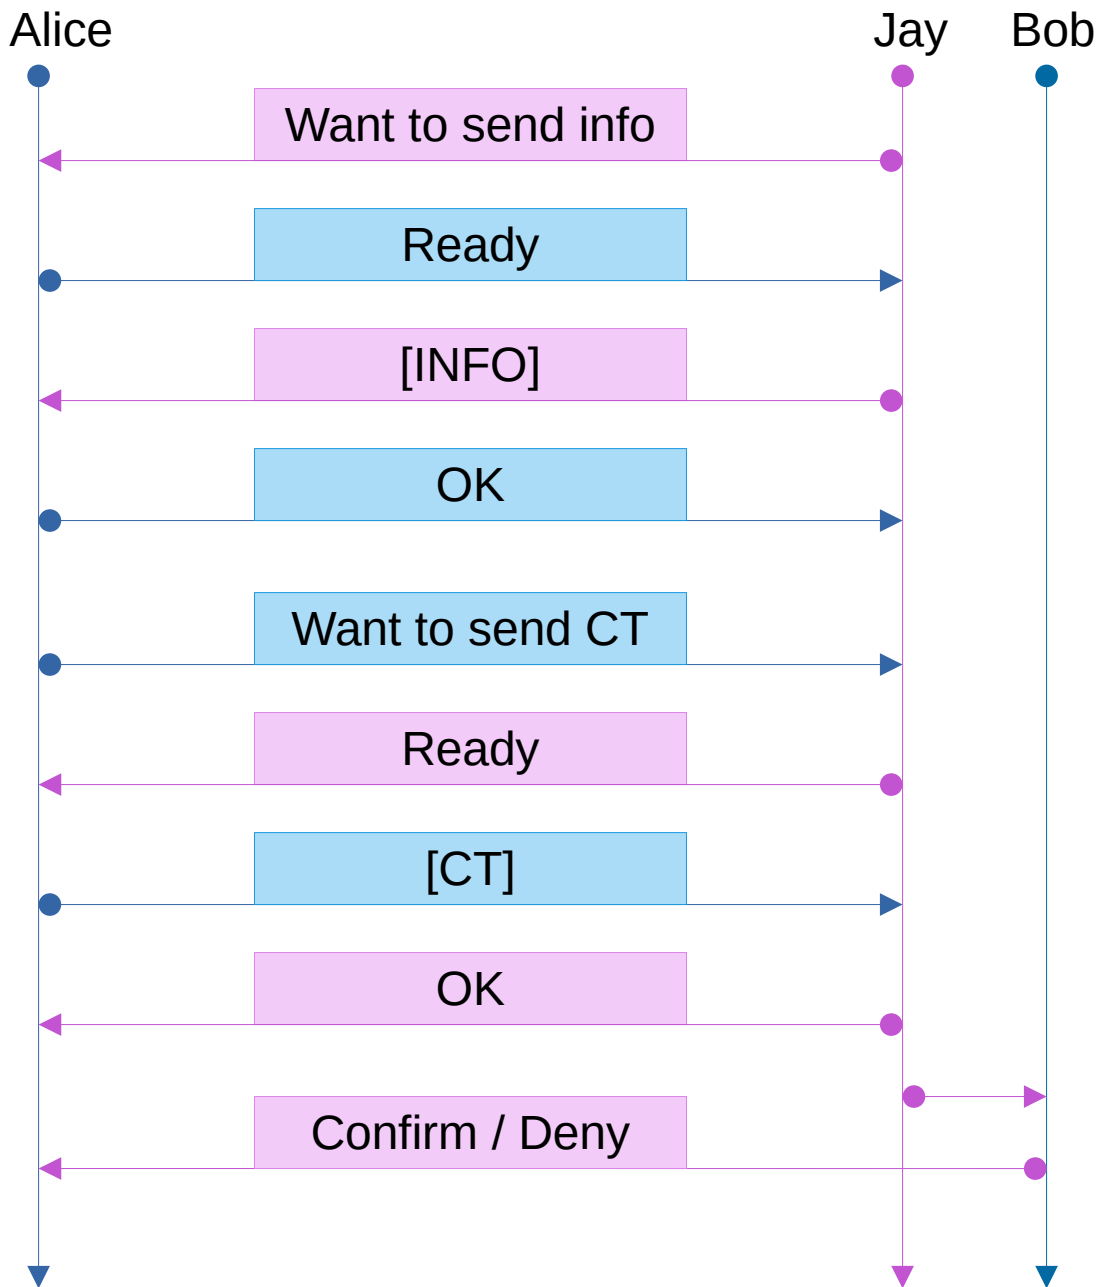 Alice
Jay
Bob
Want to send info
Ready
[INFO]
OK
Want to send CT
Ready
[CT]
OK
Confirm / Deny